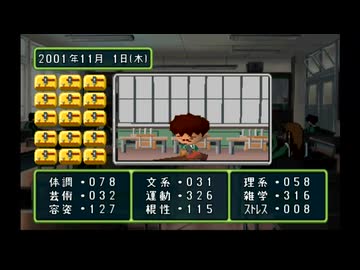 2001年11月 1日(木)
体調・078 文系・031 理系・058
芸術・032 運動・326 雑学・316
容姿・127 根性・115 ストレス・008